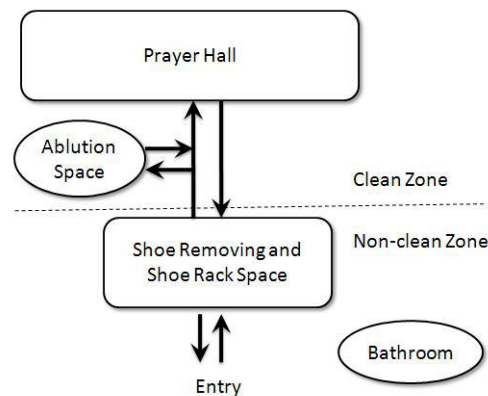 Prayer Hall
Ablution
Space
Clean Zone
Non-clean Zone
Shoe Removing and
Shoe Rack Space
Bathroom
Entry